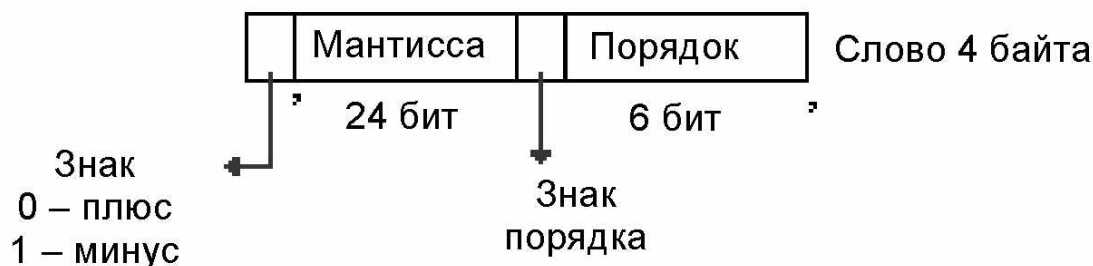 Мантисса Порядок Слово 4 байта
, ,
24 бит 6 бит
Знак
0 – плюс
1 – минус
Знак
порядка